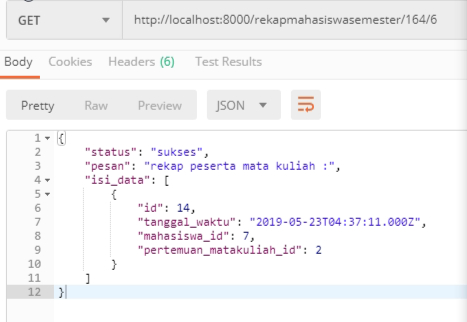 GET http://localhost:8000/rekapmahasiswasemester/164/6
Body Cookies Headers (6) Test Results
Pretty Raw Preview JSON
1 {
2 "status": "sukses",
3 "pesan": "rekap peserta mata kuliah :",
4 "isi_data": [
5 {
6 "id": 14,
7 "tanggal_waktu": "2019-05-23T04:37:11.000Z",
8 "mahasiswa_id": 7,
9 "pertemuan_matakuliah_id": 2
10 }
11 ]
12 }